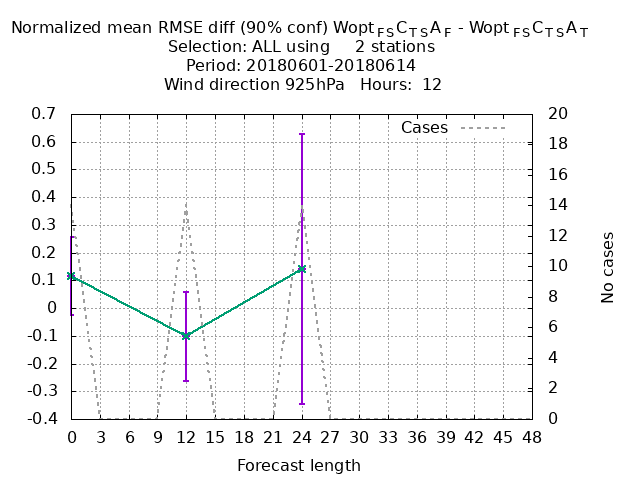 Normalized mean RMSE diff (90% conf) Wopt FS C TS A F - Wopt FS C TS A T
Selection: ALL using 2 stations
Period: 20180601-20180614
Wind direction 925hPa Hours: 12
Cases
0.7
0.6
0.5
0.4
0.3
0.2
0.1
0
-0.1
-0.2
-0.3
-0.4
20
18
16
14
12
10
8
6
4
2
0
No cases
0 3 6 9 12 15 18 21 24 27 30 33 36 39 42 45 48
Forecast length